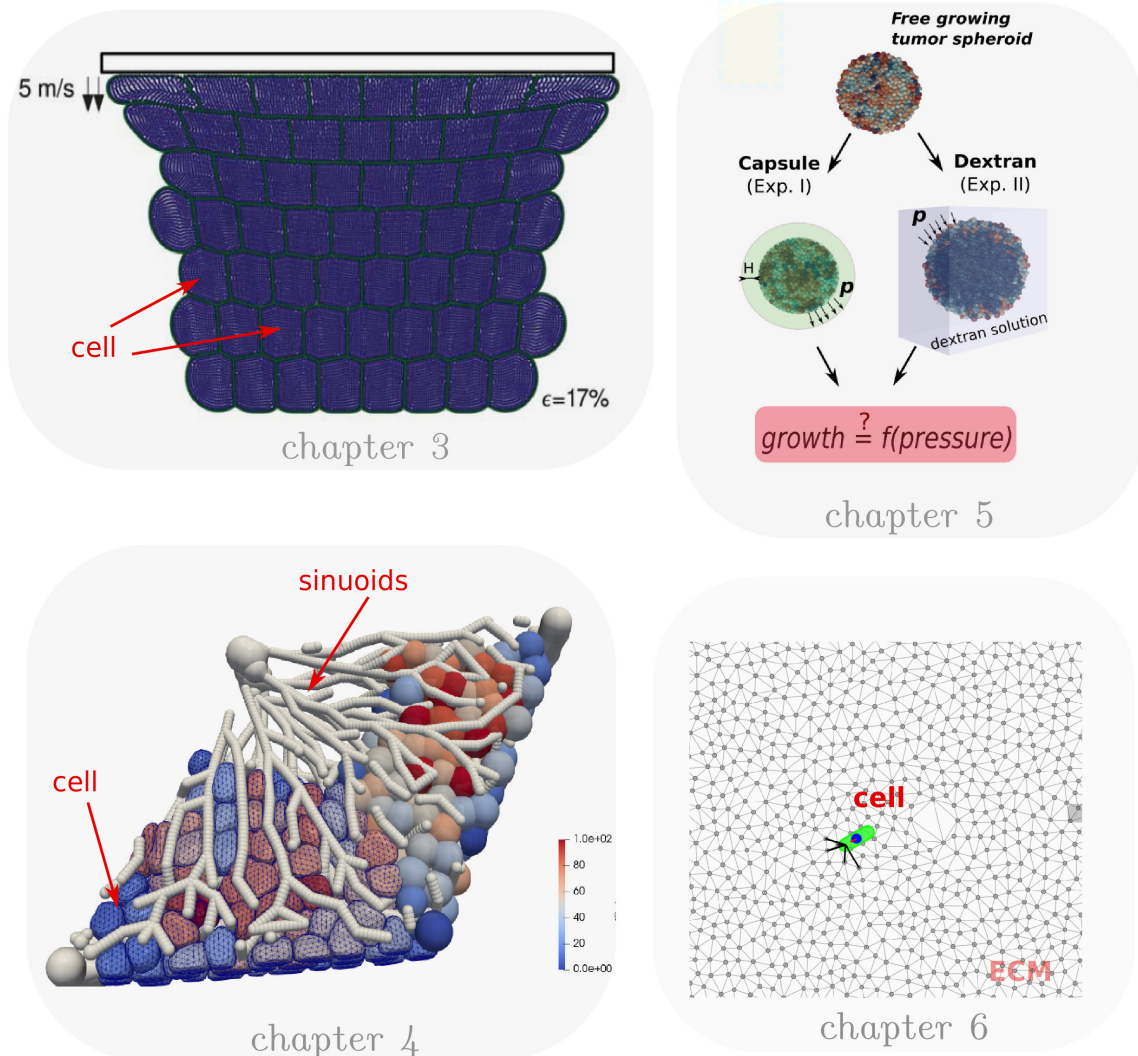 5 m/s
cell
ϵ=17%
chapter 3
Free growing
tumor spheroid
Capsule
(Exp. I)
Dextran
(Exp. II)
H
p
p
dextran solution
?
growth = f(pressure)
chapter 5
sinuoids
cell
1.0e+02
80
60
40
20
0.0e+00
chapter 4
cell
ECM
chapter 6